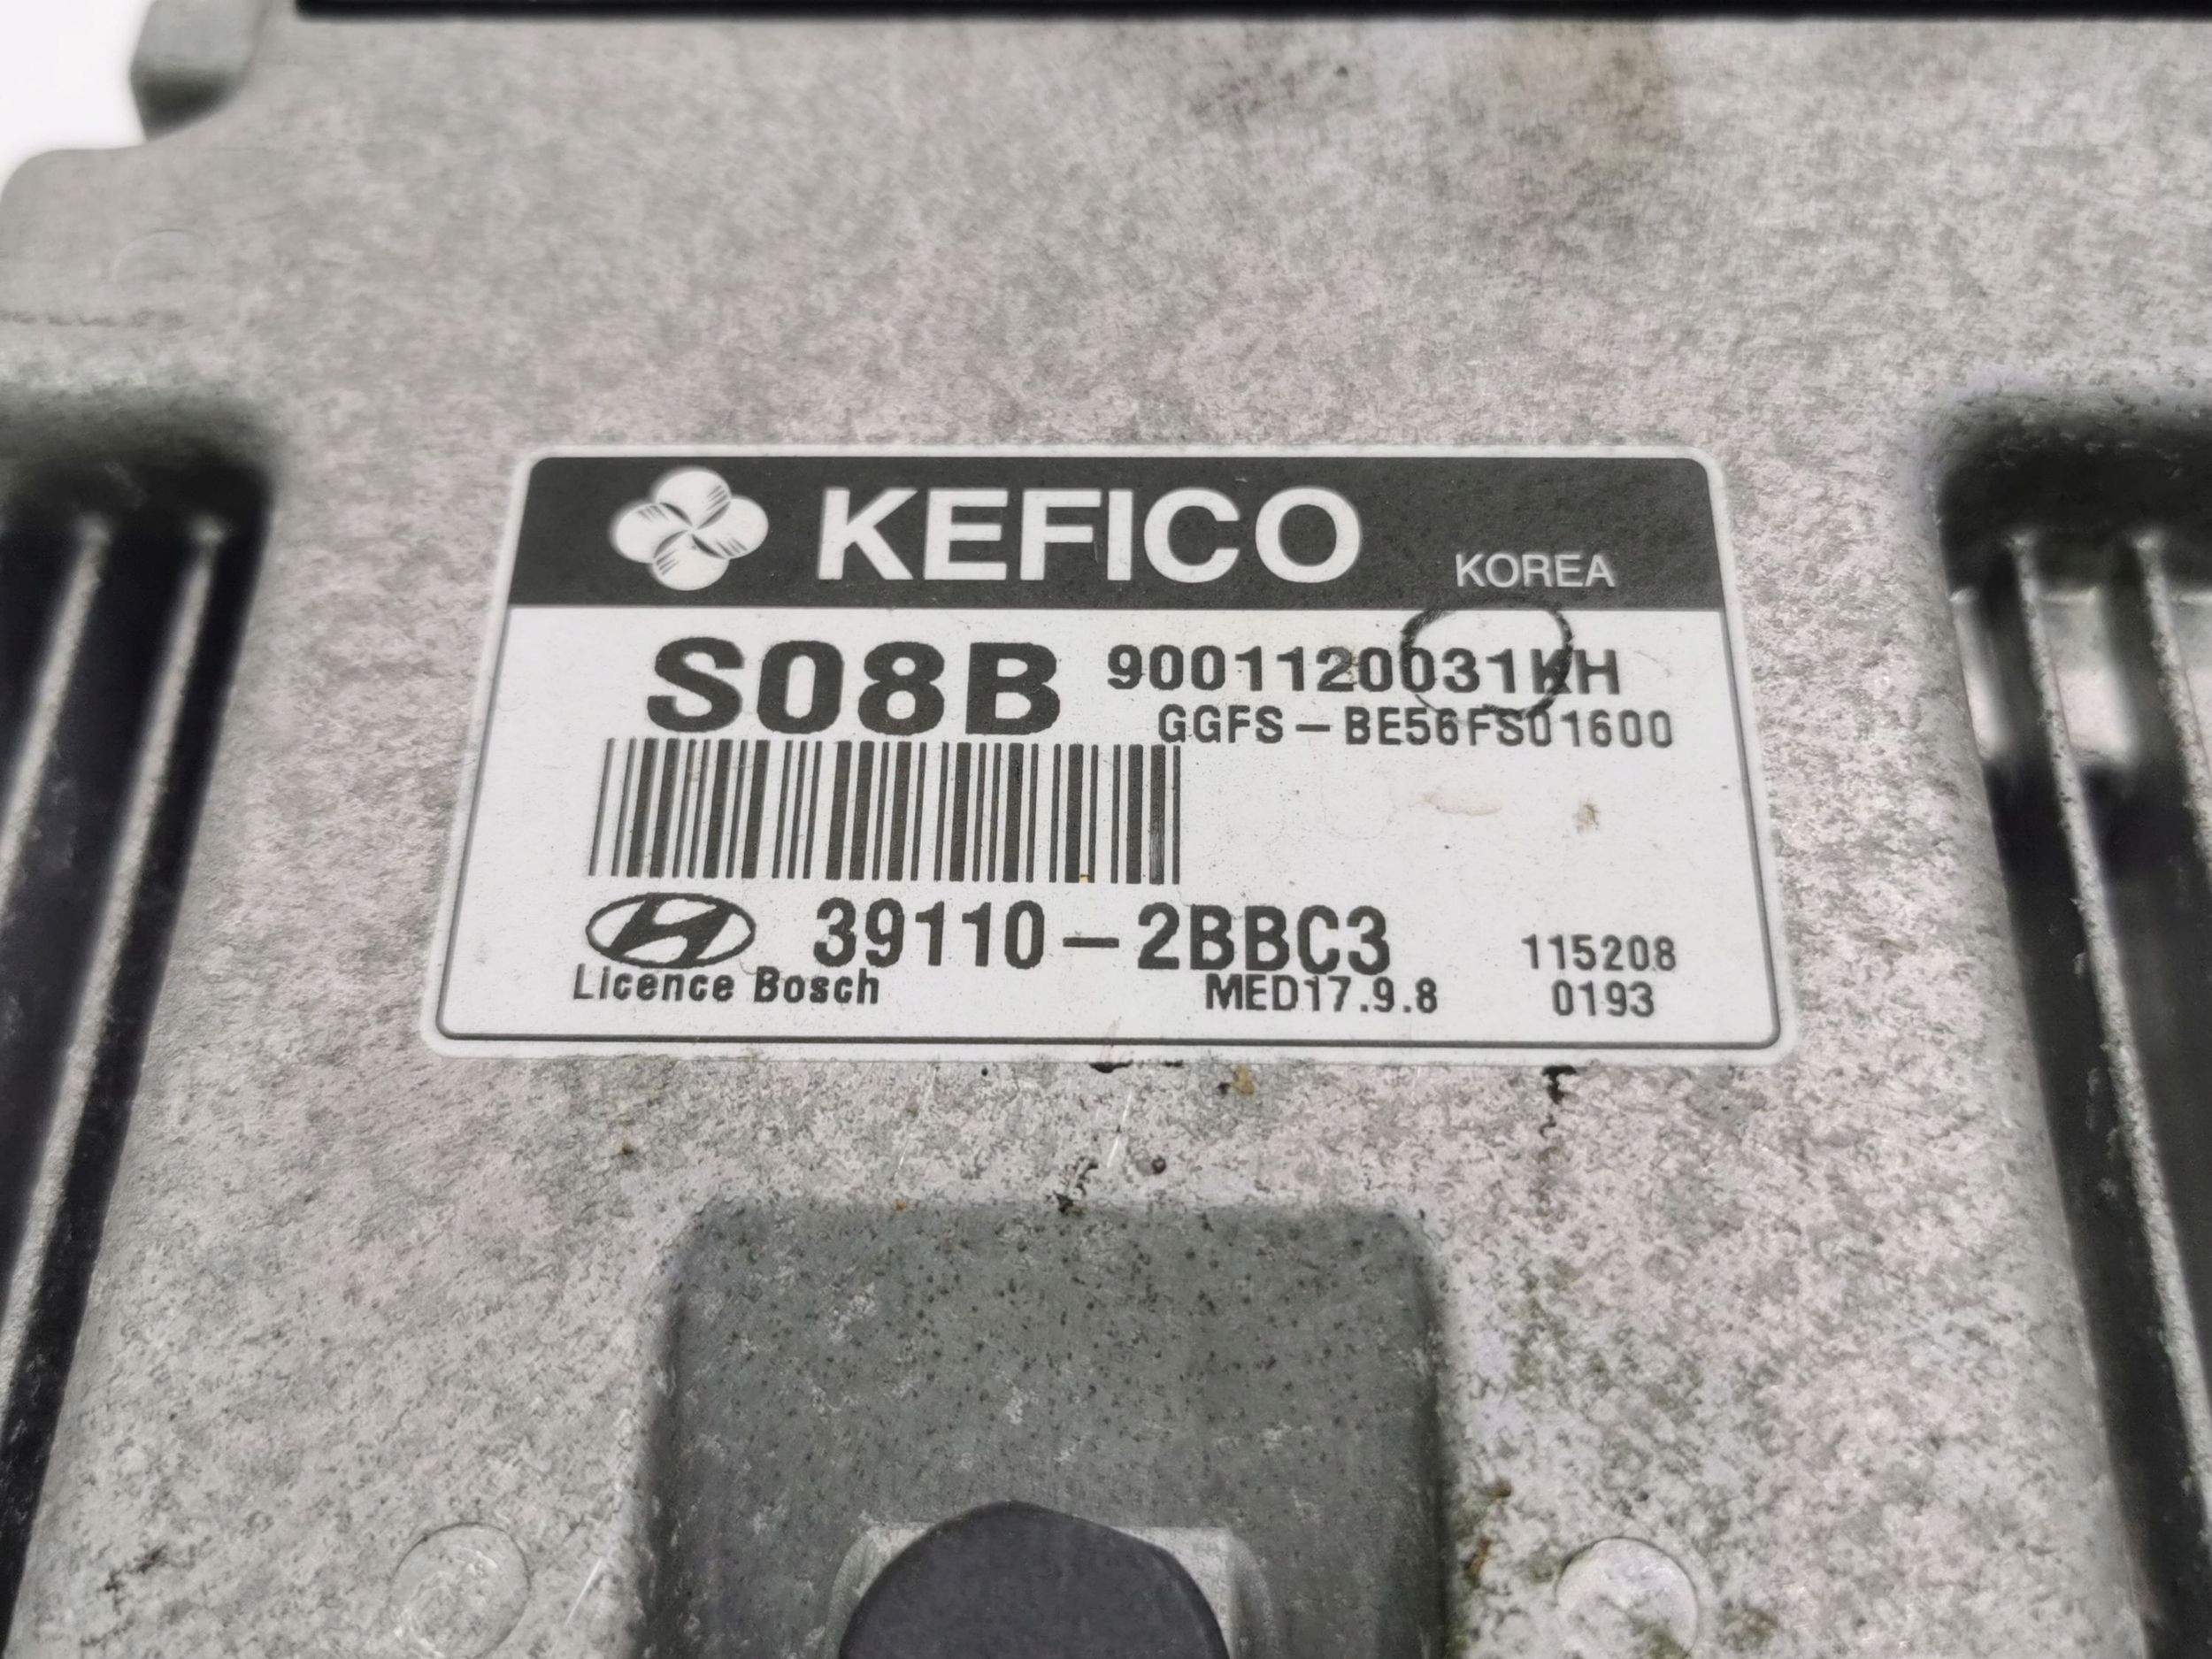 KEFICO KOREA
S08B 9001120031KH
GGFS-BE56FS01600
39110-2BBC3 115208
Licence Bosch MED17.9.8 0193